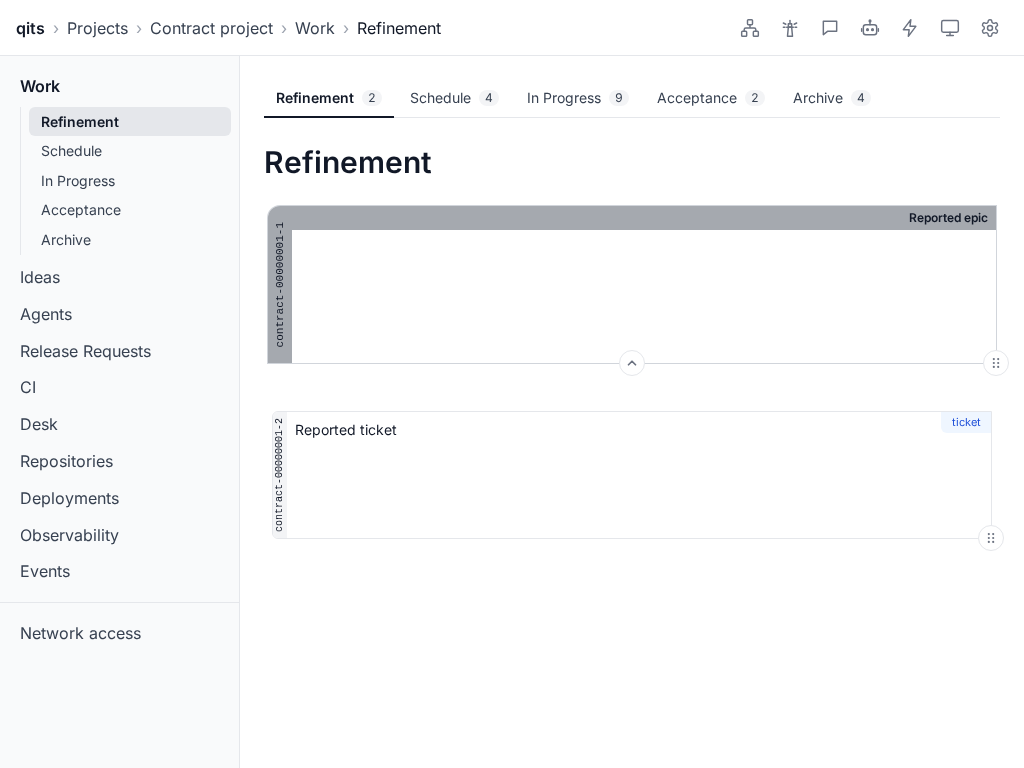 qits › Projects › Contract project › Work › Refinement
Work
Refinement
Schedule
In Progress
Acceptance
Archive
Ideas
Agents
Release Requests
CI
Desk
Repositories
Deployments
Observability
Events
Network access
Refinement 2 Schedule 4 In Progress 9 Acceptance 2 Archive 4
Refinement
Reported epic
contract-00000001-1
contract-00000001-2
Reported ticket
ticket